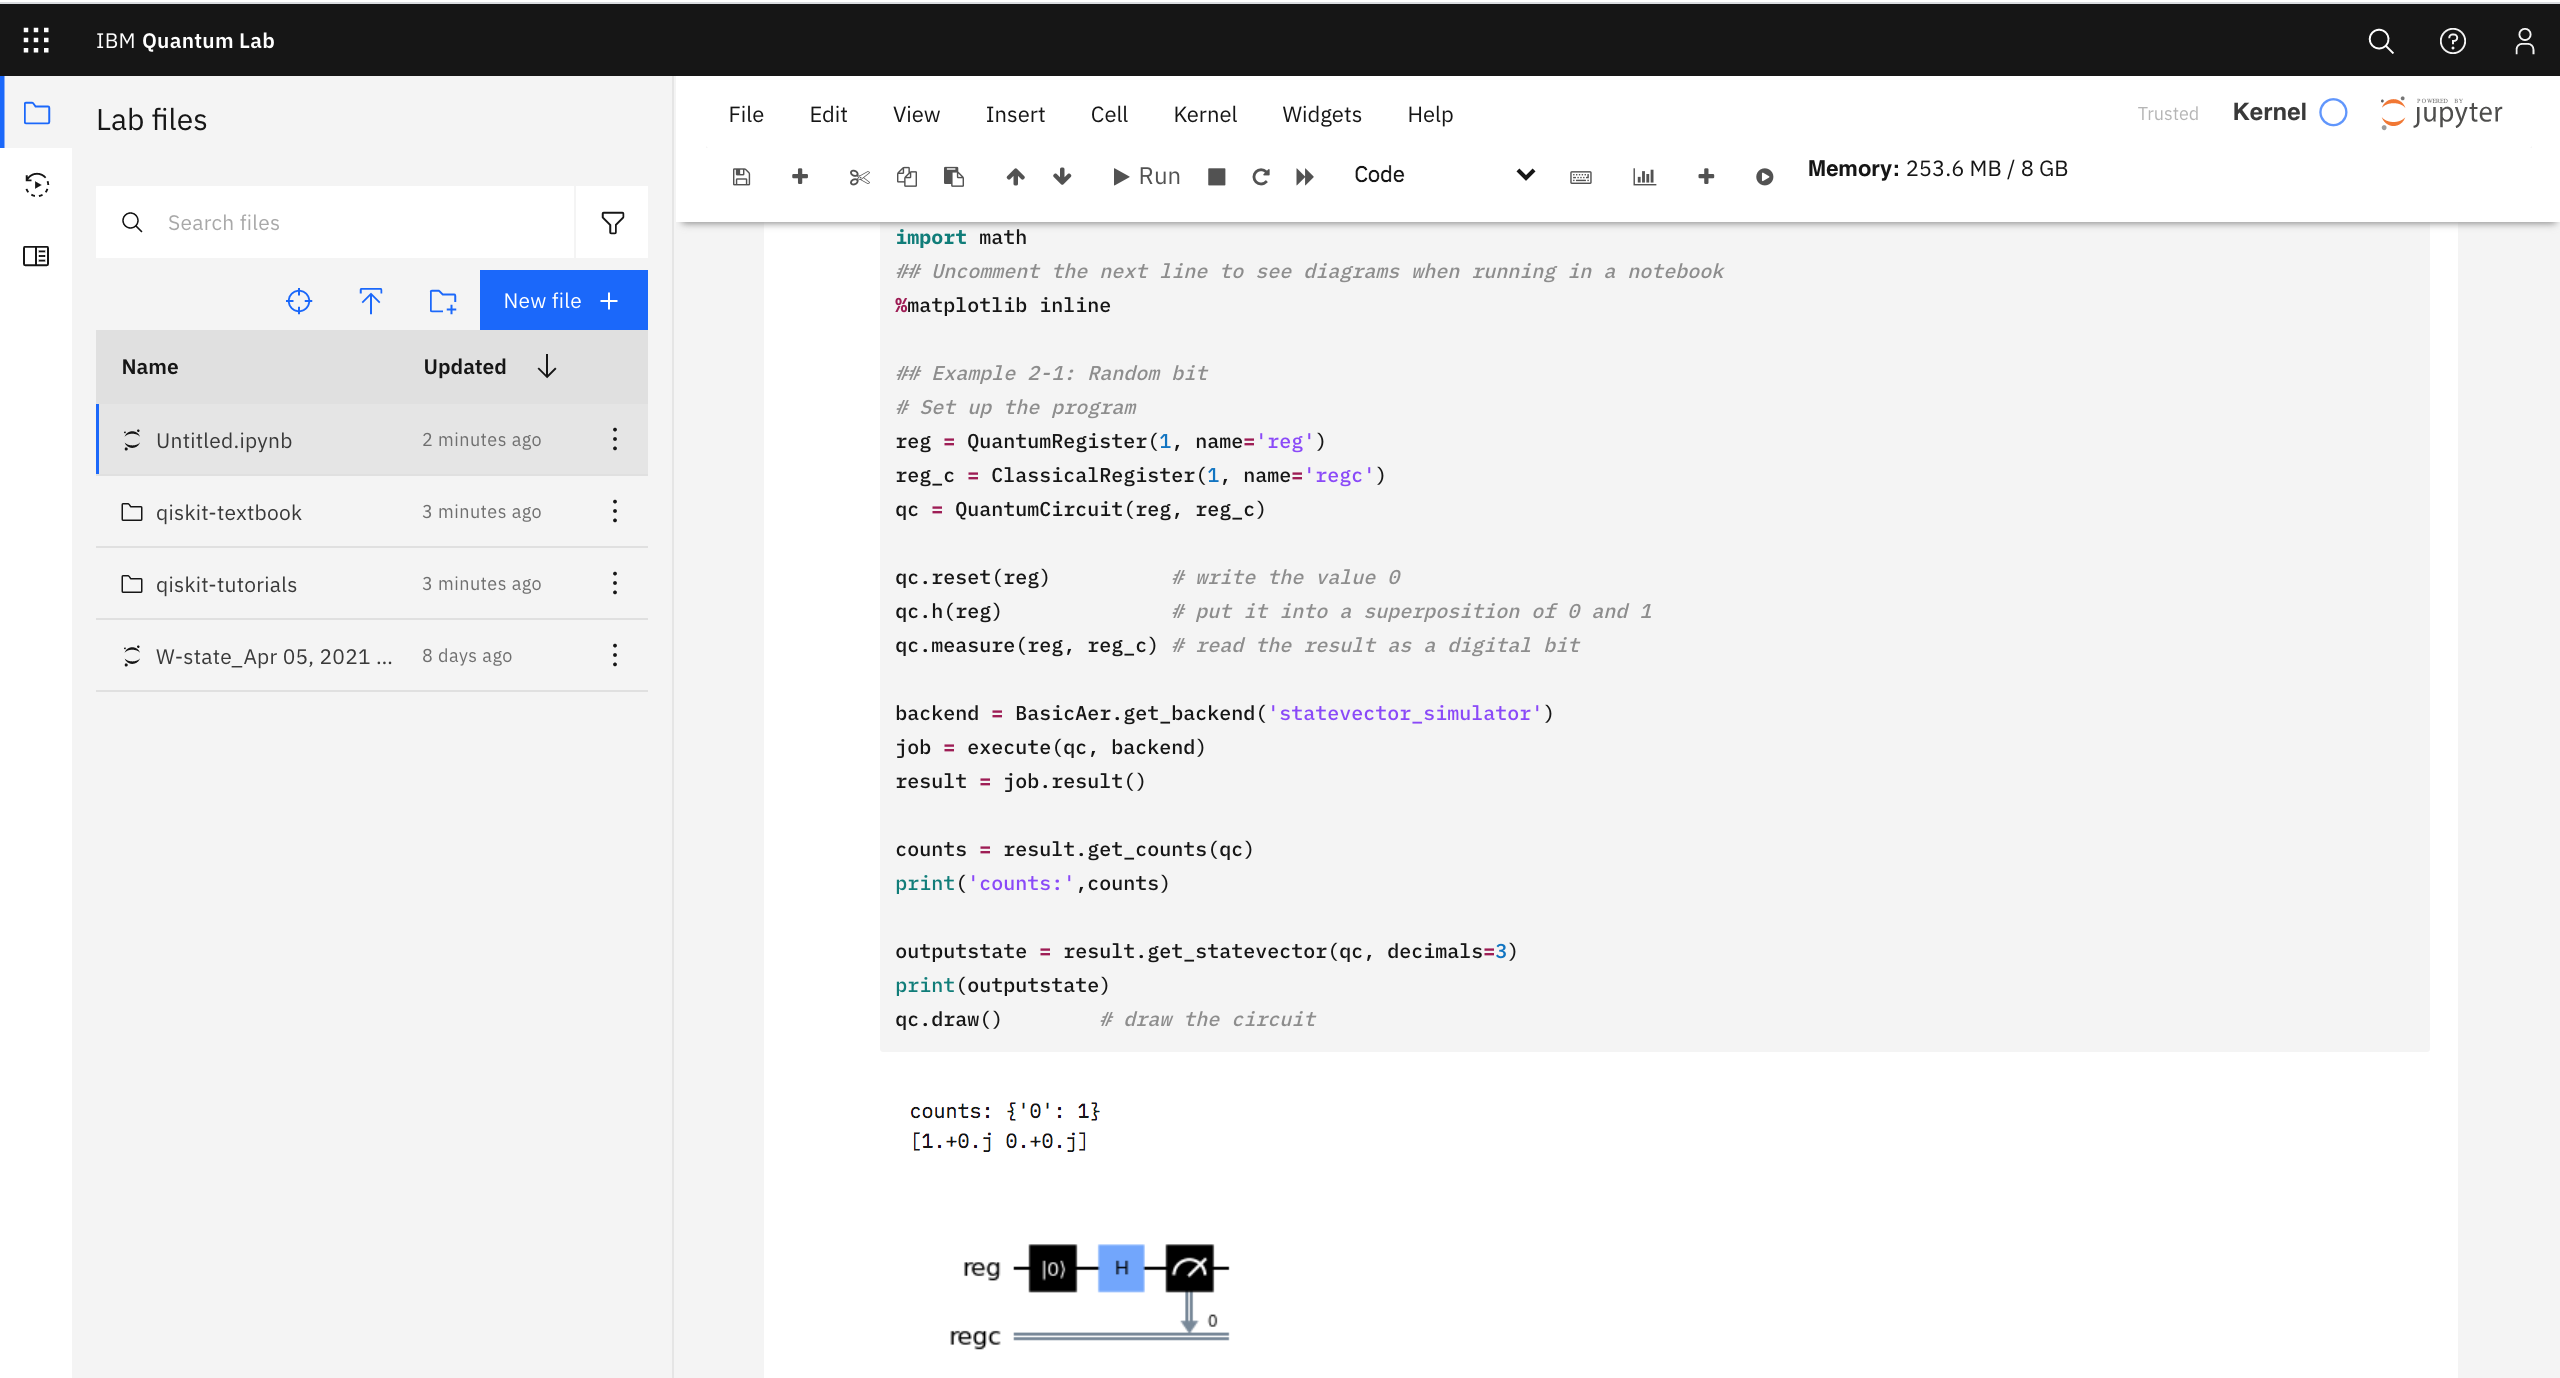 IBM Quantum Lab
Lab files
Search files
New file +
Name Updated
Untitled.ipynb 2 minutes ago
qiskit-textbook 3 minutes ago
qiskit-tutorials 3 minutes ago
W-state_Apr 05, 2021 ... 8 days ago
File Edit View Insert Cell Kernel Widgets Help
Trusted Kernel POWERED BY jupyter
Run Code Memory: 253.6 MB / 8 GB
import math
## Uncomment the next line to see diagrams when running in a notebook
%matplotlib inline
## Example 2-1: Random bit
# Set up the program
reg = QuantumRegister(1, name='reg')
reg_c = ClassicalRegister(1, name='regc')
qc = QuantumCircuit(reg, reg_c)
qc.reset(reg) # write the value 0
qc.h(reg) # put it into a superposition of 0 and 1
qc.measure(reg, reg_c) # read the result as a digital bit
backend = BasicAer.get_backend('statevector_simulator')
job = execute(qc, backend)
result = job.result()
counts = result.get_counts(qc)
print('counts:',counts)
outputstate = result.get_statevector(qc, decimals=3)
print(outputstate)
qc.draw() # draw the circuit
counts: {'0': 1}
[1.+0.j 0.+0.j]
reg |0⟩ H
0
regc